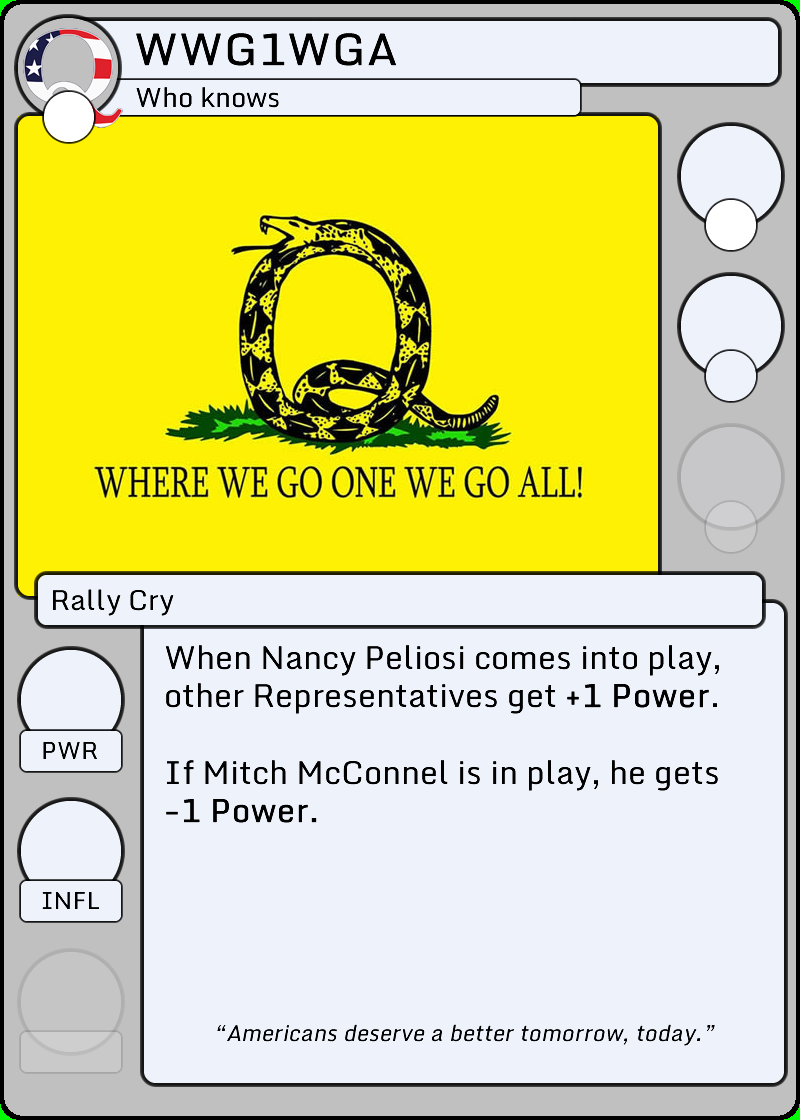 WWG1WGA
Who knows
WHERE WE GO ONE WE GO ALL!
Rally Cry
When Nancy Peliosi comes into play,
other Representatives get +1 Power.
If Mitch McConnel is in play, he gets
-1 Power.
PWR
INFL
“Americans deserve a better tomorrow, today.”